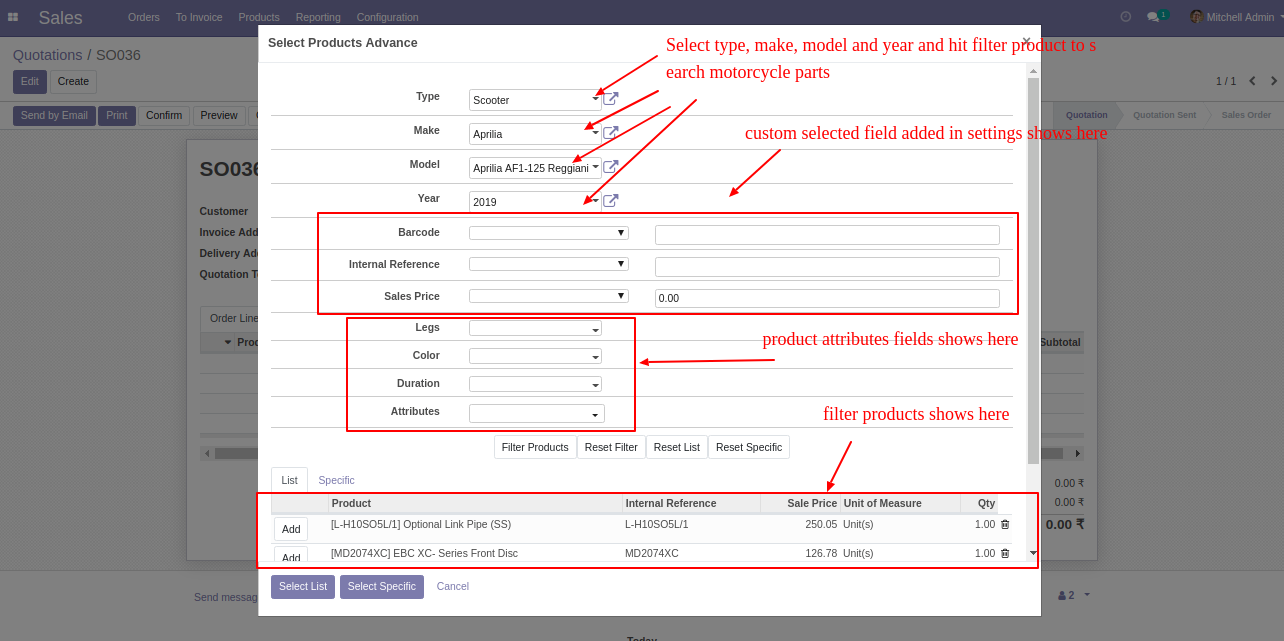 Sales
Orders
To Invoice
Products
Reporting
Configuration
1
Mitchell Admin
Quotations / SO036
Edit
Create
1 / 1
Send by Email
Print
Confirm
Preview
Quotation
Quotation Sent
Sales Order
SO036
Customer
Invoice Add
Delivery Add
Quotation T
Order Line
Proc
Subtotal
0.00 ₹
0.00 ₹
0.00 ₹
Send messag
2
Today
Select Products Advance
×
Select type, make, model and year and hit filter product to s
earch motorcycle parts
Type
Scooter
Make
Aprilia
custom selected field added in settings shows here
Model
Aprilia AF1-125 Reggiani
Year
2019
Barcode
Internal Reference
Sales Price
0.00
Legs
product attributes fields shows here
Color
Duration
Attributes
filter products shows here
Filter Products
Reset Filter
Reset List
Reset Specific
List
Specific
Product Internal Reference Sale Price Unit of Measure Qty
Add [L-H10SO5L/1] Optional Link Pipe (SS) L-H10SO5L/1 250.05 Unit(s) 1.00
Add [MD2074XC] EBC XC- Series Front Disc MD2074XC 126.78 Unit(s) 1.00
Select List
Select Specific
Cancel